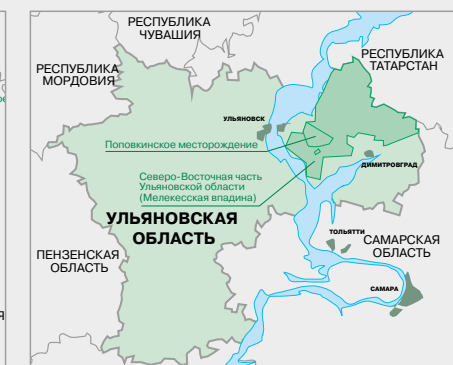 РЕСПУБЛИКА
ЧУВАШИЯ
РЕСПУБЛИКА
МОРДОВИЯ
РЕСПУБЛИКА
ТАТАРСТАН
УЛЬЯНОВСК
Поповкинское месторождение
ДИМИТРОВГРАД
Северо-Восточная часть
Ульяновской области
(Мелекесская впадина)
УЛЬЯНОВСКАЯ
ОБЛАСТЬ
ТОЛЬЯТТИ
САМАРСКАЯ
ОБЛАСТЬ
ПЕНЗЕНСКАЯ
ОБЛАСТЬ
САМАРА